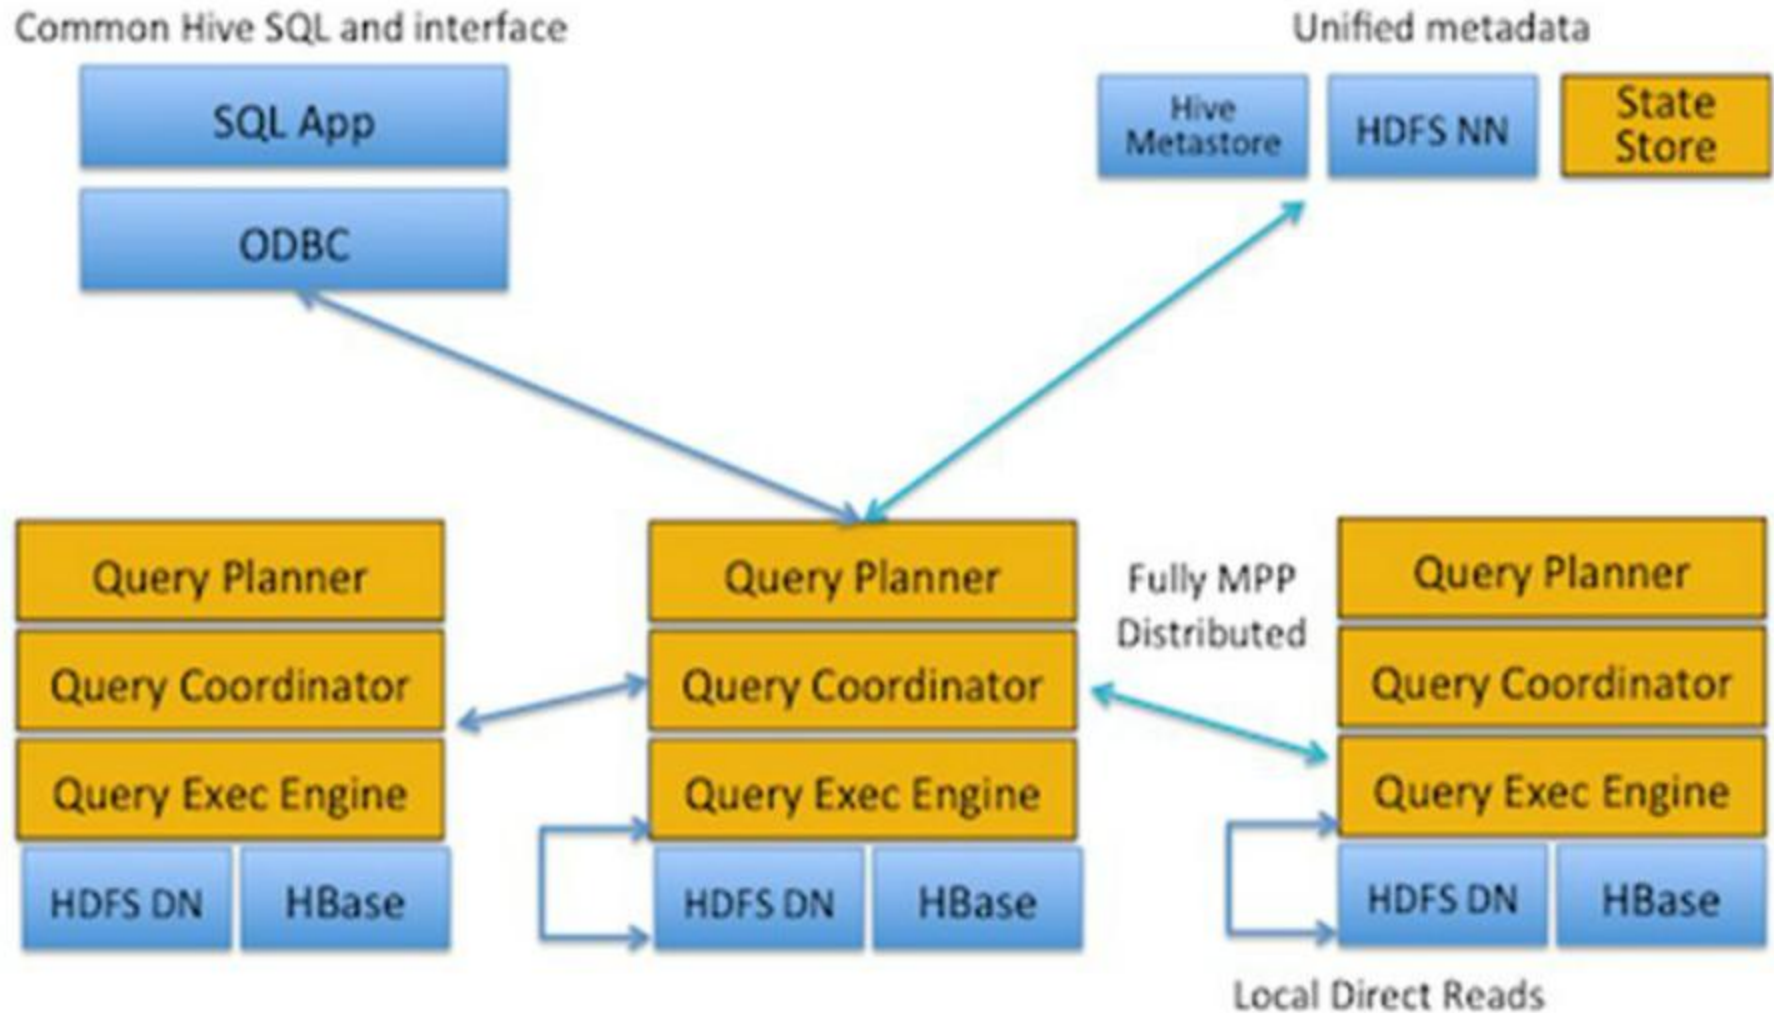 Common Hive SQL and interface
SQL App
ODBC
Unified metadata
Hive
Metastore
HDFS NN
State
Store
Query Planner
Query Coordinator
Query Exec Engine
HDFS DN
HBase
Query Planner
Query Coordinator
Query Exec Engine
HDFS DN
HBase
Fully MPP
Distributed
Query Planner
Query Coordinator
Query Exec Engine
HDFS DN
HBase
Local Direct Reads